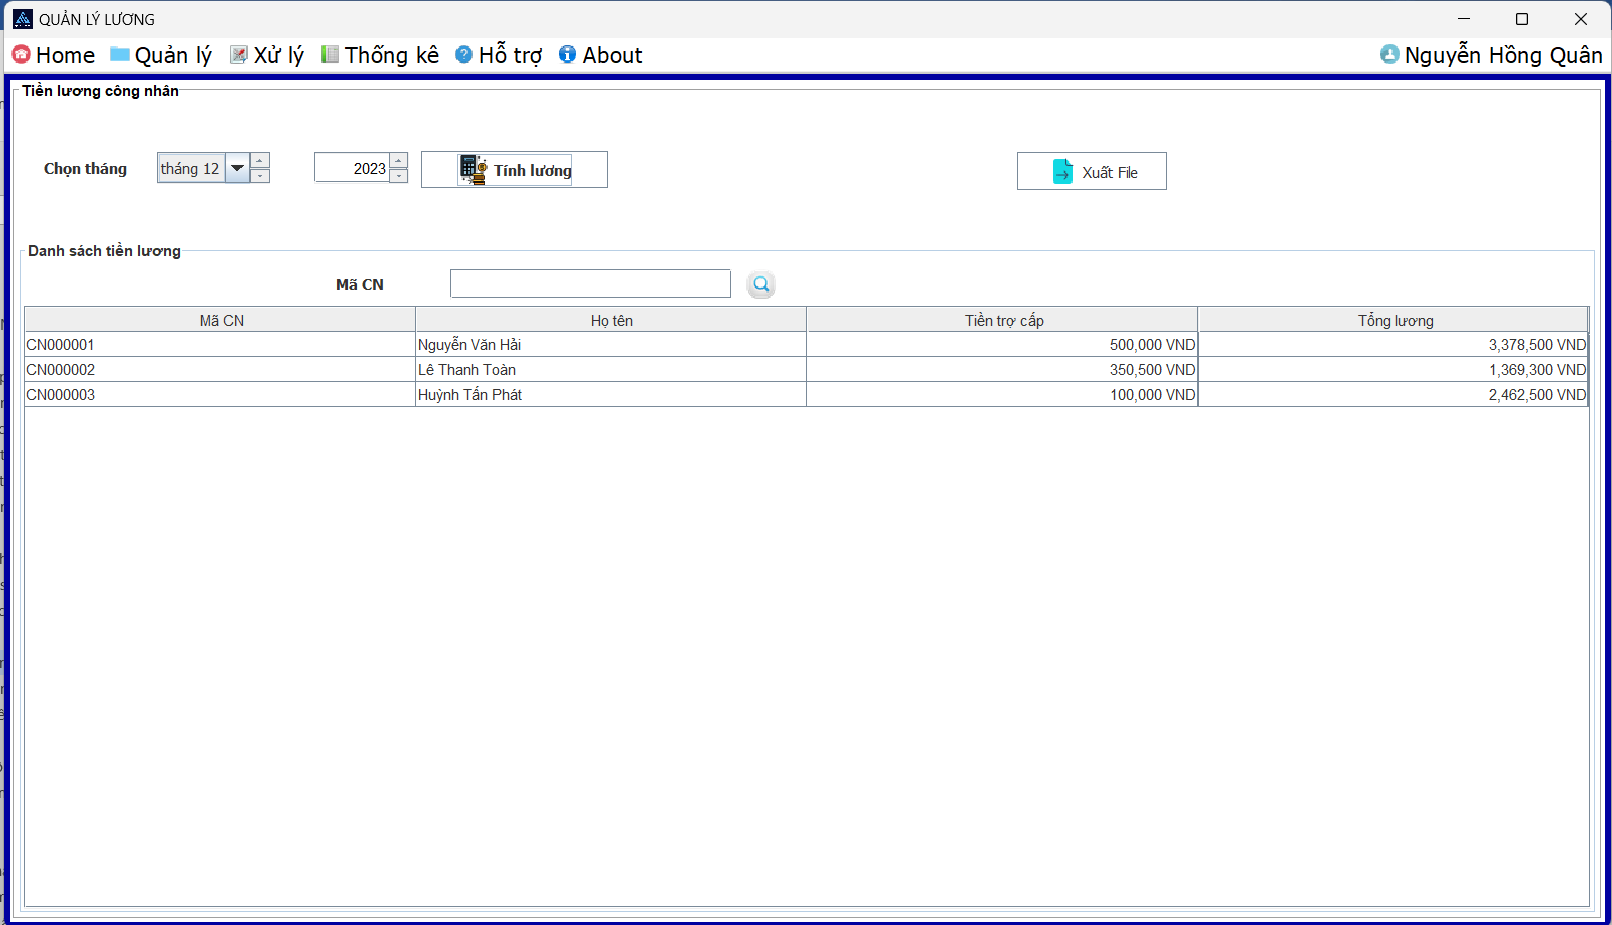 QUẢN LÝ LƯƠNG
Home Quản lý Xử lý Thống kê Hỗ trợ About Nguyễn Hồng Quân
Tiền lương công nhân
Chọn tháng tháng 12 2023 Tính lương Xuất File
Danh sách tiền lương
Mã CN
Mã CN Họ tên Tiền trợ cấp Tổng lương
CN000001 Nguyễn Văn Hải 500,000 VND 3,378,500 VND
CN000002 Lê Thanh Toàn 350,500 VND 1,369,300 VND
CN000003 Huỳnh Tấn Phát 100,000 VND 2,462,500 VND